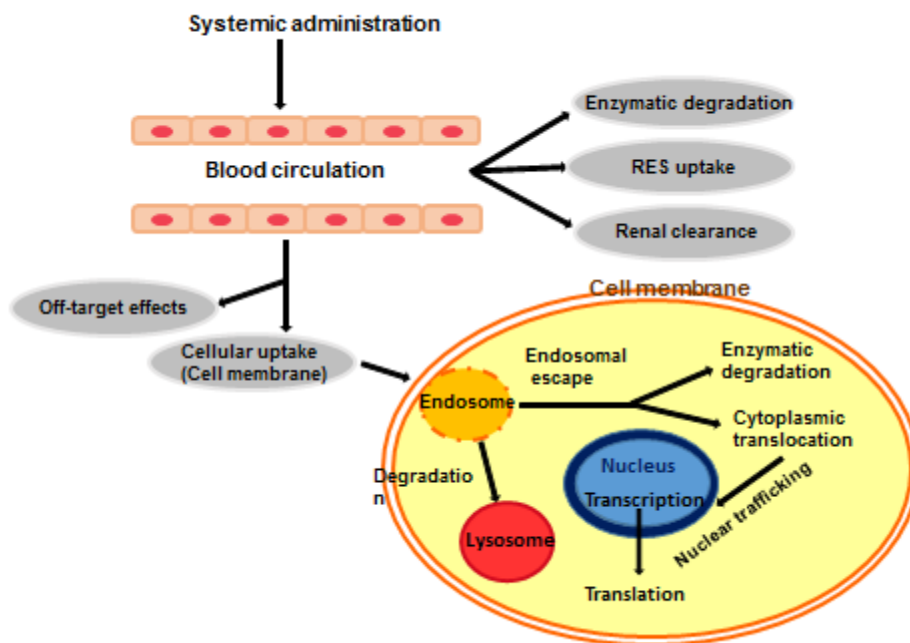 Systemic administration
Enzymatic degradation
Blood circulation
RES uptake
Renal clearance
Off-target effects
Cellular uptake
(Cell membrane)
Cell membrane
Endosome
Endosomal
escape
Enzymatic
degradation
Cytoplasmic
translocation
Degradatio
n
Lysosome
Nucleus
Transcription
Nuclear trafficking
Translation